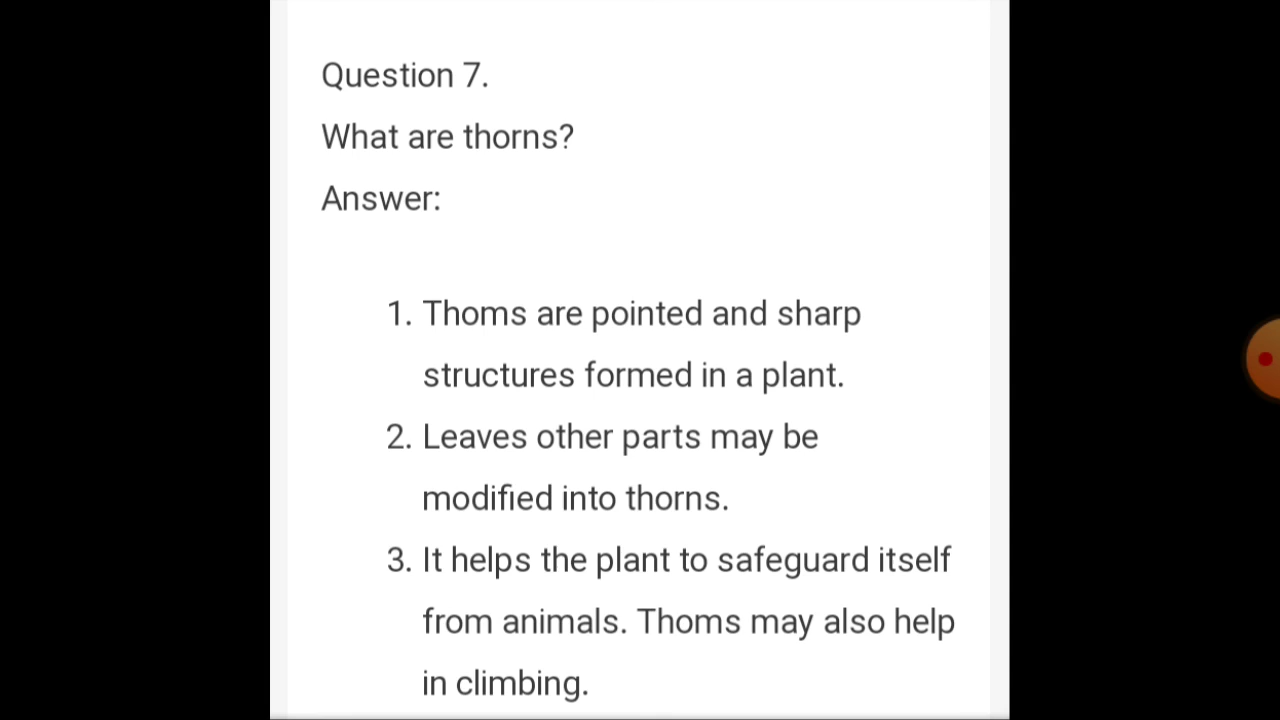 Question 7.
What are thorns?
Answer:
1. Thoms are pointed and sharp
structures formed in a plant.
2. Leaves other parts may be
modified into thorns.
3. It helps the plant to safeguard itself
from animals. Thoms may also help
in climbing.